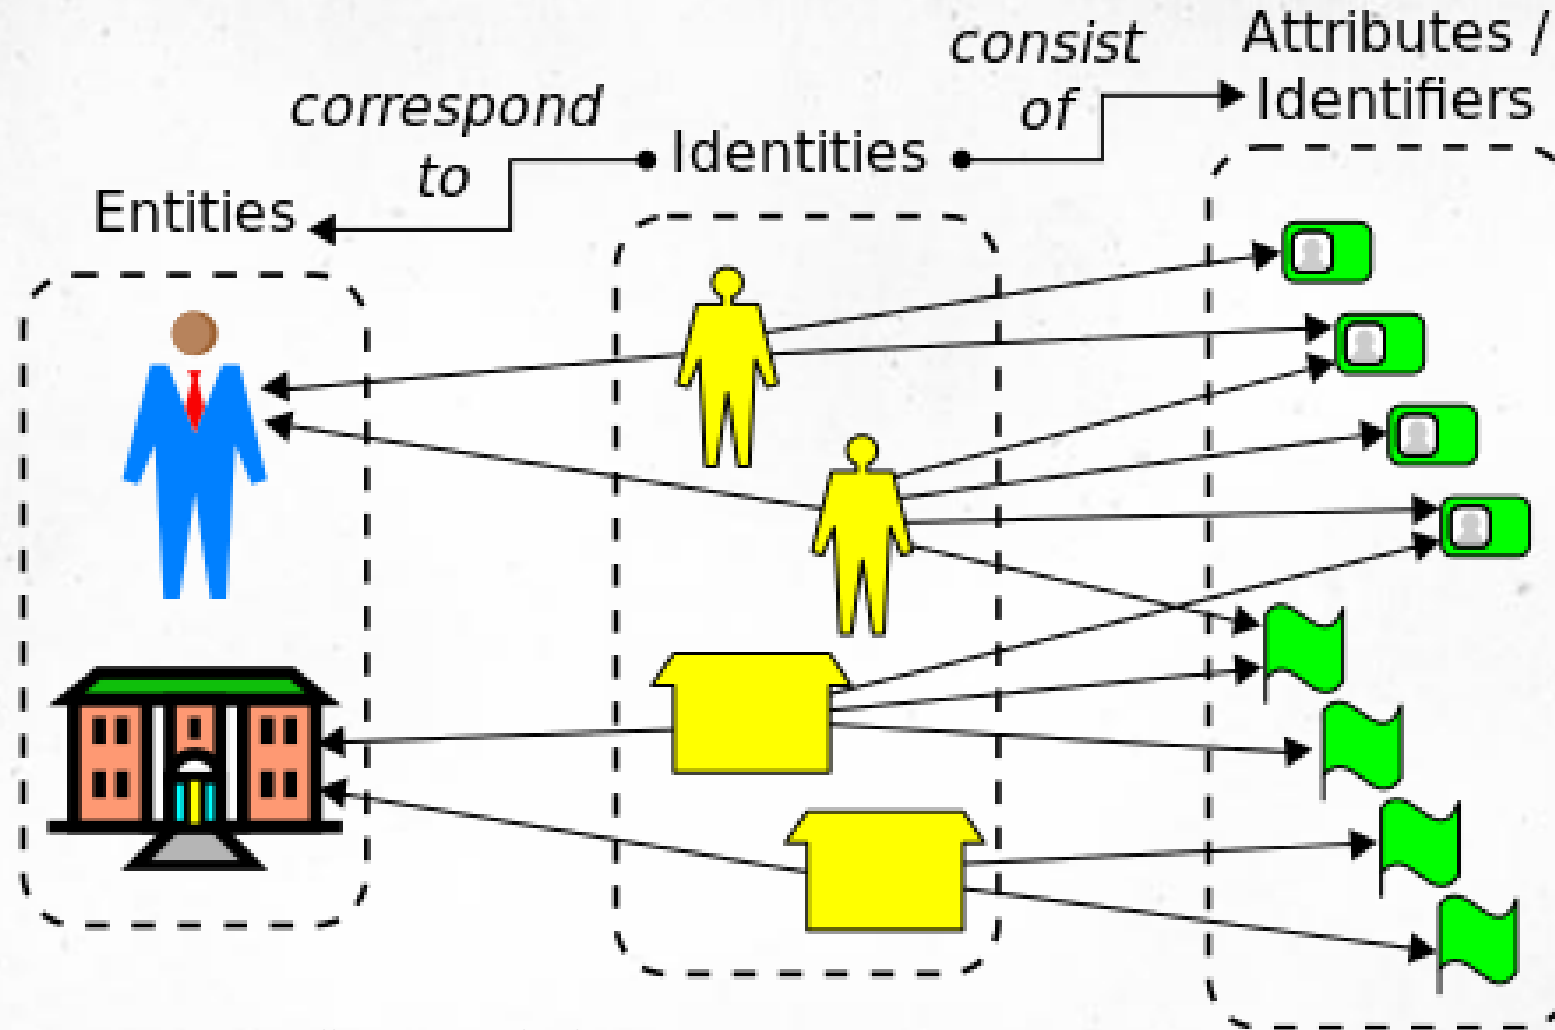 correspond
to
Entities
Identities
consist
of
Attributes /
Identifiers